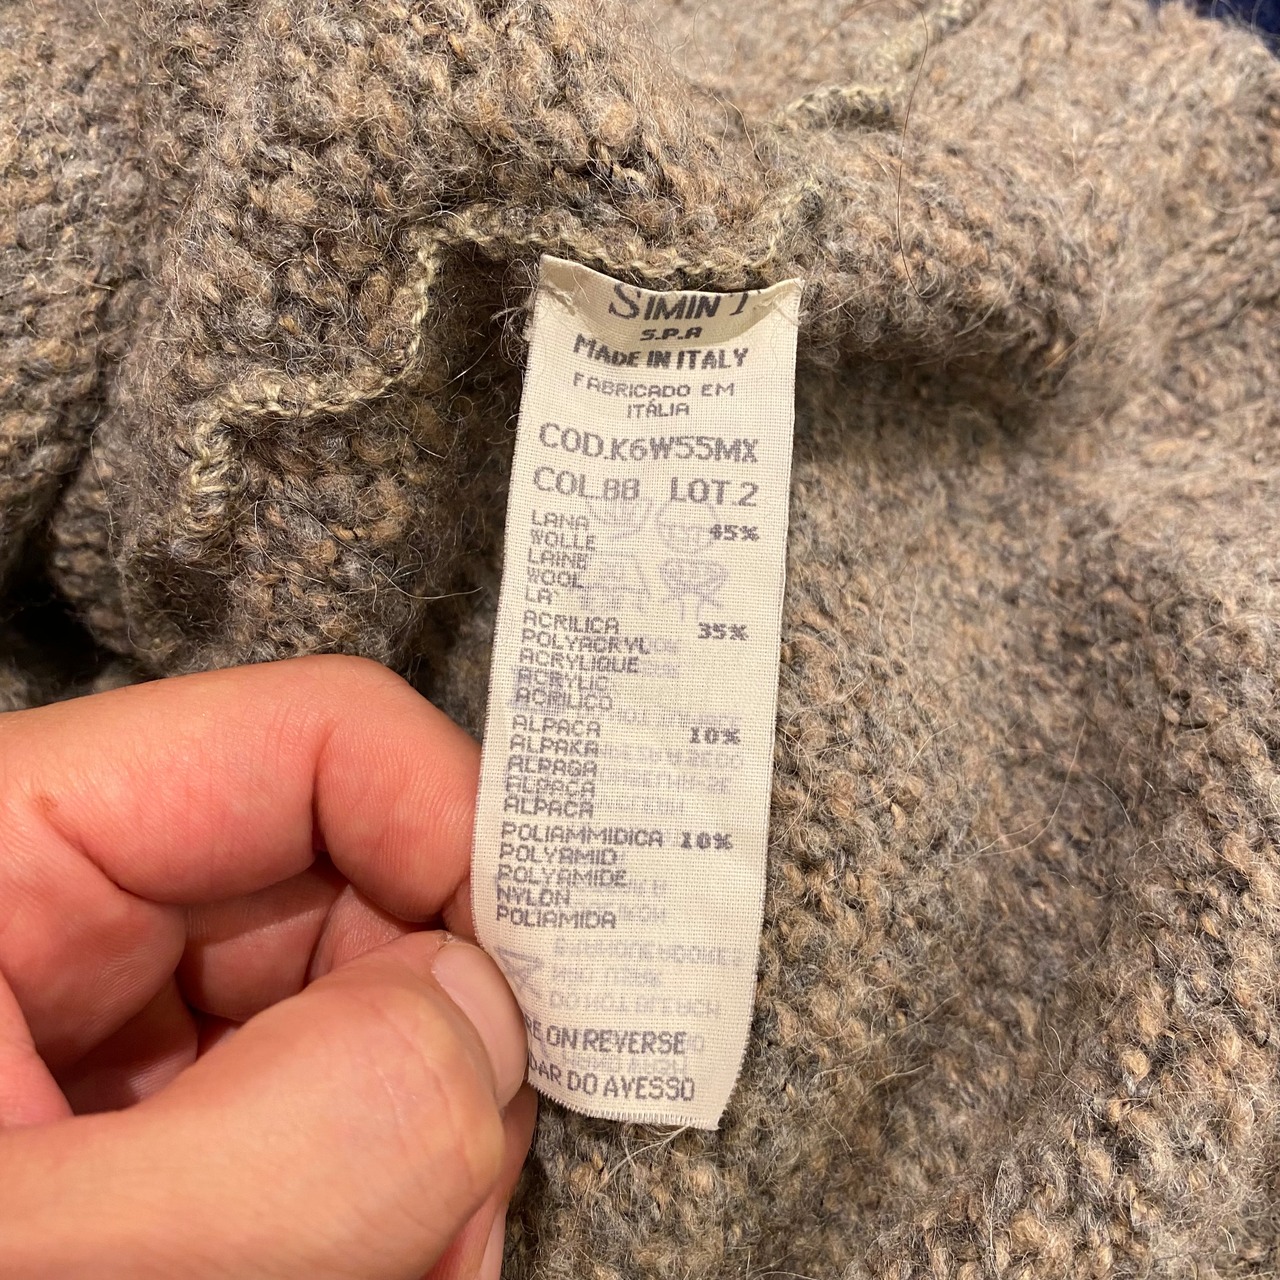 SIMINT
S.P.A
MADE IN ITALY
FABRICADO EM
ITÁLIA
COD.K6W55MX
COL.BB LOT.2
LANA 45%
WOLLE
LAINE
WOOL
LA
ACRILICA 35%
POLYACRYL
ACRYLIQUE
ACRYLIC
ACRILICO
ALPACA 10%
ALPAKA
ALPAGA
ALPACA
ALPACA
POLIAMMIDICA 10%
POLYAMID
POLYAMIDE
NYLON
POLIAMIDA
ON REVERSE
DAR DO AVESSO